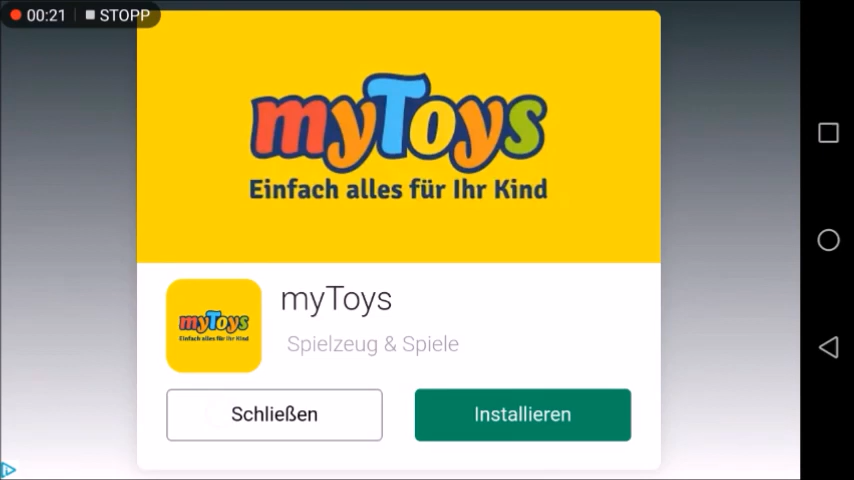 00:21 STOPP
myToys
Einfach alles für Ihr Kind
myToys
Einfach alles für Ihr Kind
myToys
Spielzeug & Spiele
Schließen
Installieren